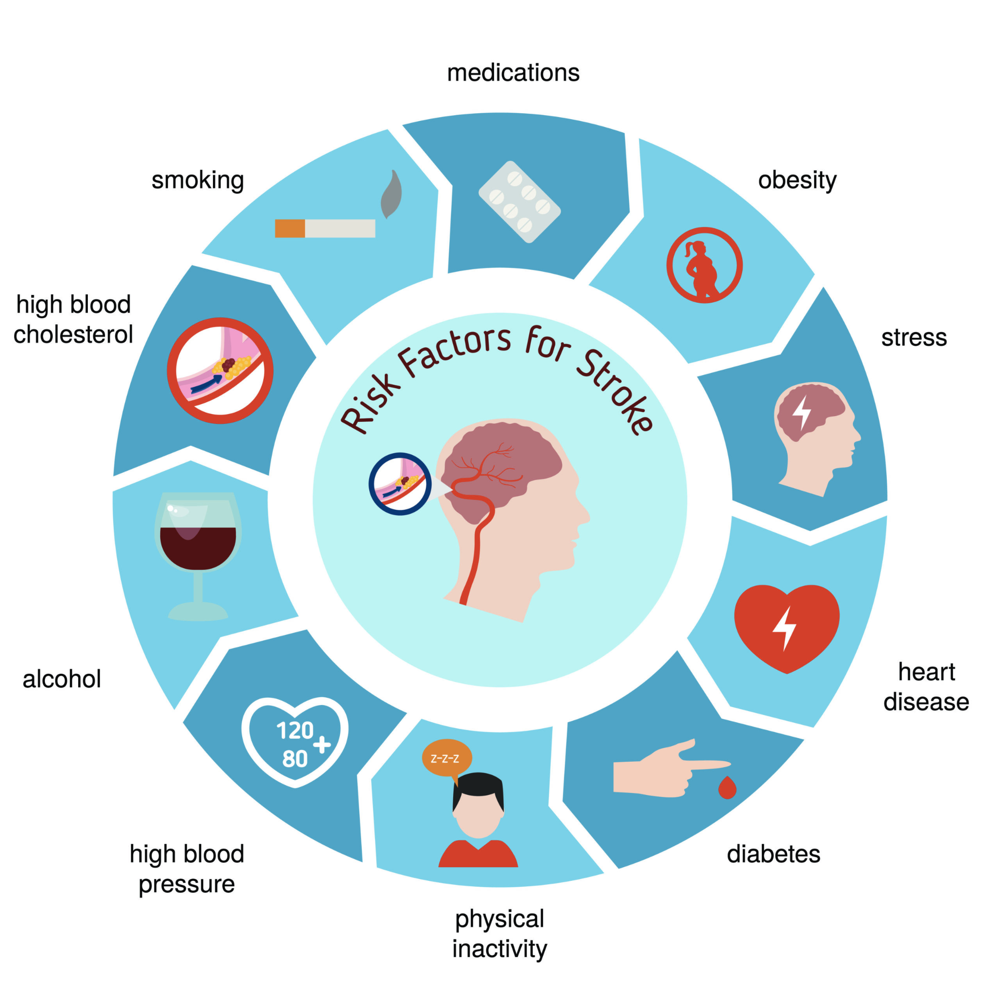 medications
smoking
obesity
high blood
cholesterol
stress
Risk Factors for Stroke
alcohol
heart
disease
120
80 +
z-z-z
high blood
pressure
diabetes
physical
inactivity